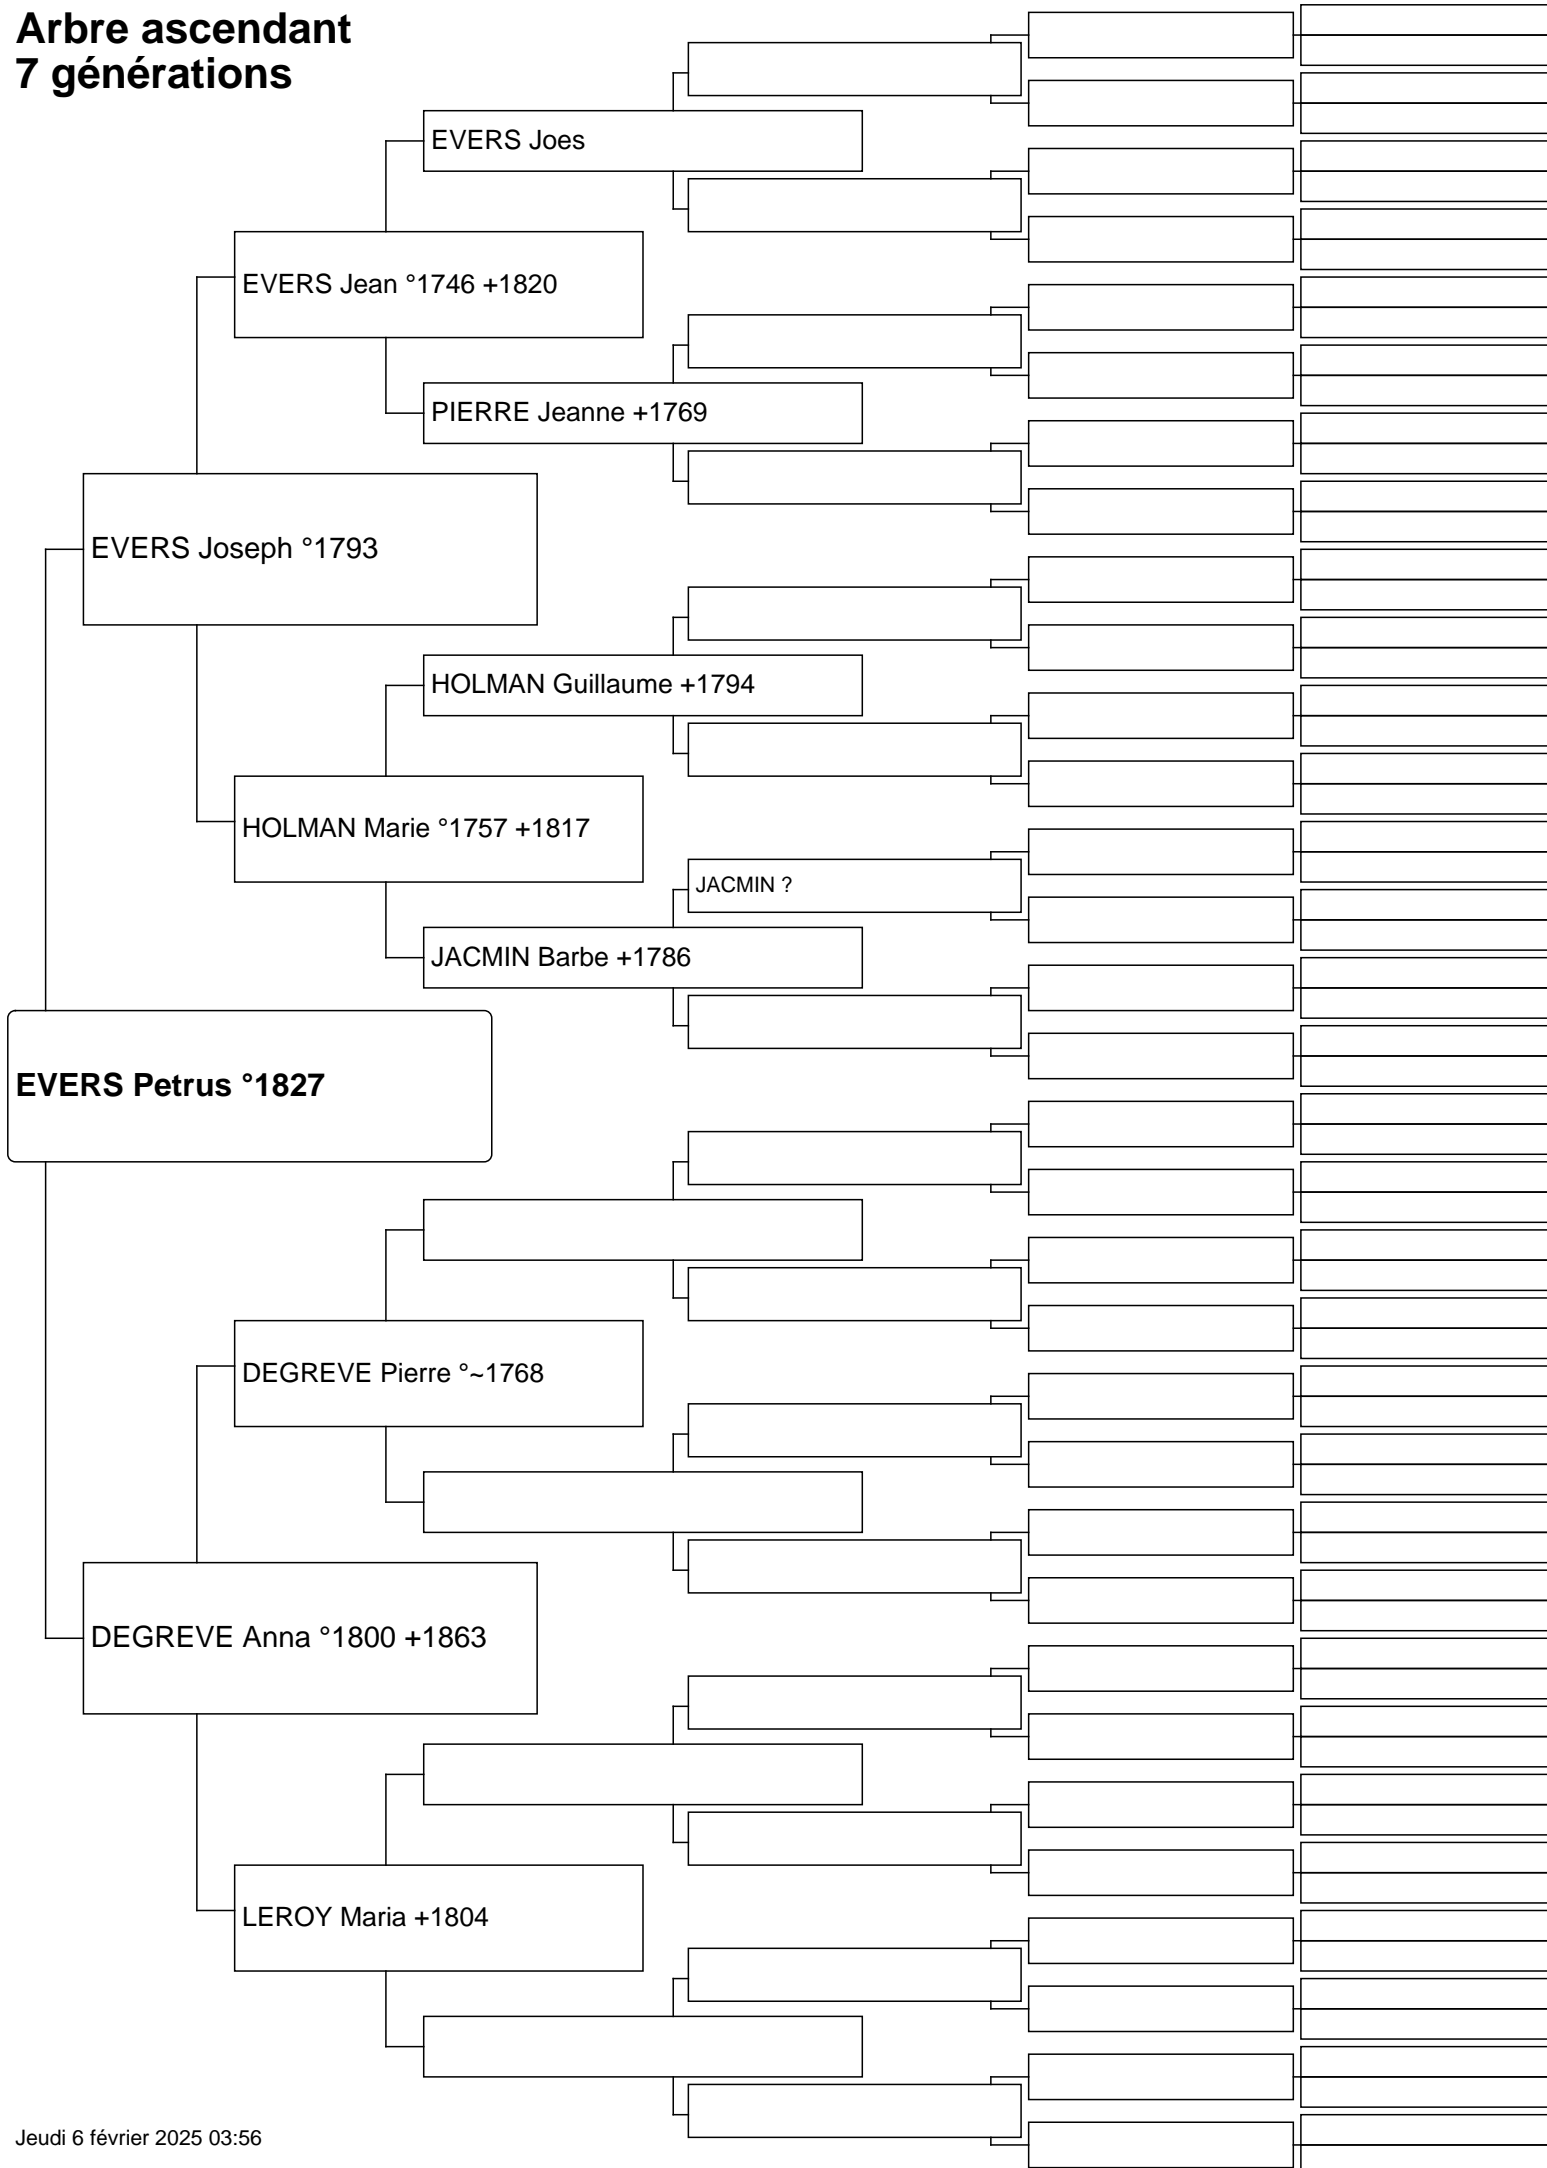 Arbre ascendant
7 générations
EVERS Joes
EVERS Jean °1746 +1820
PIERRE Jeanne +1769
EVERS Joseph °1793
HOLMAN Guillaume +1794
HOLMAN Marie °1757 +1817
JACMIN ?
JACMIN Barbe +1786
EVERS Petrus °1827
DEGREVE Pierre °~1768
DEGREVE Anna °1800 +1863
LEROY Maria +1804
Jeudi 6 février 2025 03:56